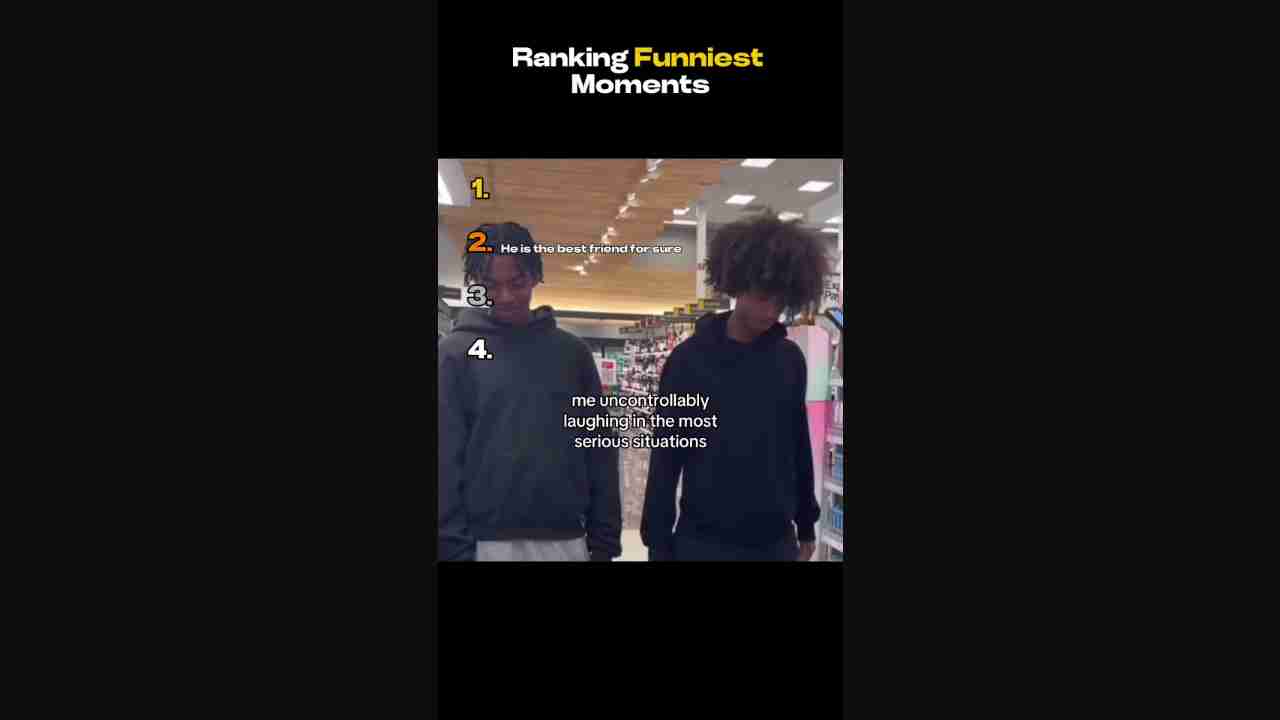 Ranking Funniest
Moments
1.
2. He is the best friend for sure
3.
4.
me uncontrollably
laughing in the most
serious situations